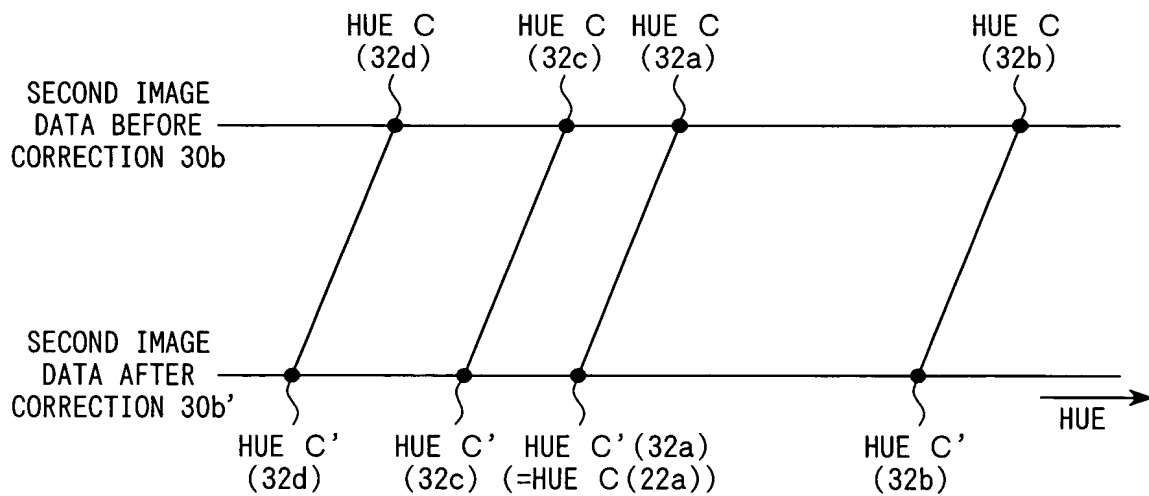 HUE C
(32d)
HUE C
(32c)
HUE C
(32a)
HUE C
(32b)
SECOND IMAGE
DATA BEFORE
CORRECTION 30b
SECOND IMAGE
DATA AFTER
CORRECTION 30b'
HUE
HUE C'
(32d)
HUE C'
(32c)
HUE C'(32a)
(=HUE C(22a))
HUE C'
(32b)